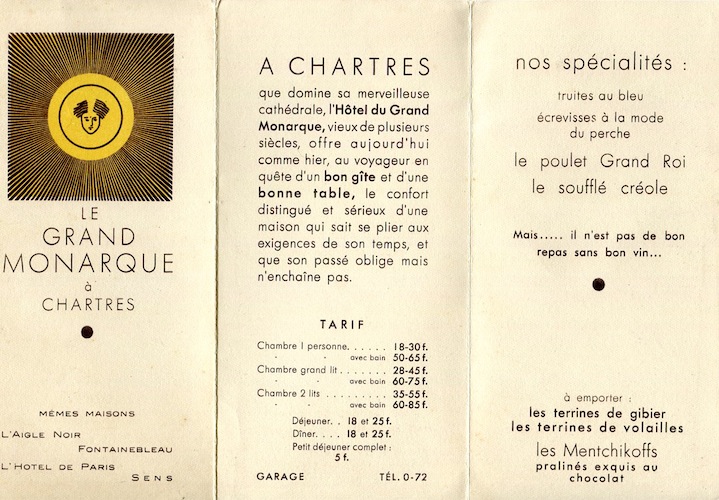 LE
GRAND
MONARQUE
à
CHARTRES
MÊMES MAISONS
L'AIGLE NOIR
FONTAINEBLEAU
L'HOTEL DE PARIS
SENS
A CHARTRES
que domine sa merveilleuse
cathédrale, l'Hôtel du Grand
Monarque, vieux de plusieurs
siècles, offre aujourd'hui
comme hier, au voyageur en
quête d'un bon gîte et d'une
bonne table, le confort
distingué et sérieux d'une
maison qui sait se plier aux
exigences de son temps, et
que son passé oblige mais
n'enchaîne pas.
TARIF
Chambre 1 personne. . . . . . 18-30 f.
" " avec bain 50-65 f.
Chambre grand lit . . . . . . . 28-45 f.
" " avec bain 60-75 f.
Chambre 2 lits . . . . . . . . . 35-55 f.
" " avec bain 60-85 f.
Déjeuner. . 18 et 25 f.
Dîner. . . . 18 et 25 f.
Petit déjeuner complet :
5 f.
GARAGE TÉL. 0-72
nos spécialités :
truites au bleu
écrevisses à la mode
du perche
le poulet Grand Roi
le soufflé créole
Mais..... il n'est pas de bon
repas sans bon vin...
à emporter :
les terrines de gibier
les terrines de volailles
les Mentchikoffs
pralinés exquis au
chocolat